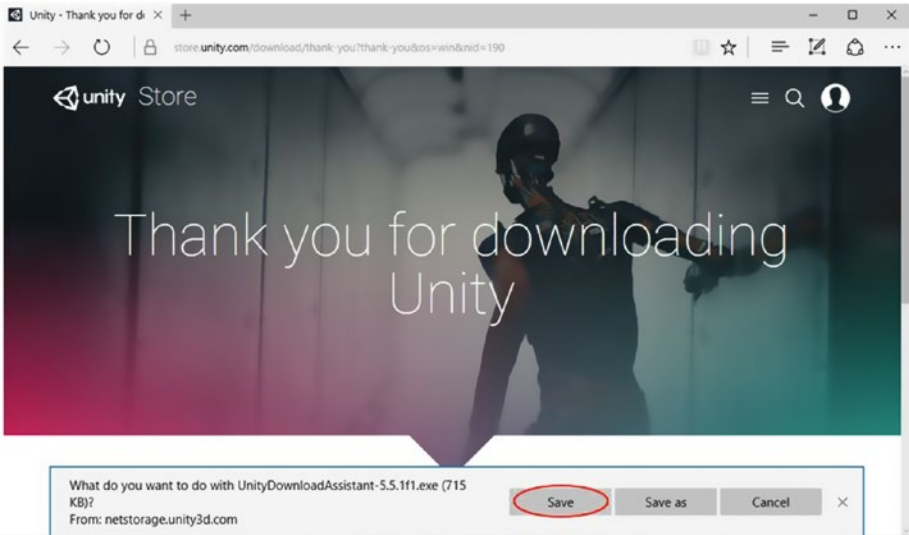 Unity - Thank you for do
store.unity.com/download/thank-you?thank-you&os=win&nid=190
unity Store
Thank you for downloading
Unity
What do you want to do with UnityDownloadAssistant-5.5.1f1.exe (715
KB)?
From: netstorage.unity3d.com
Save
Save as
Cancel